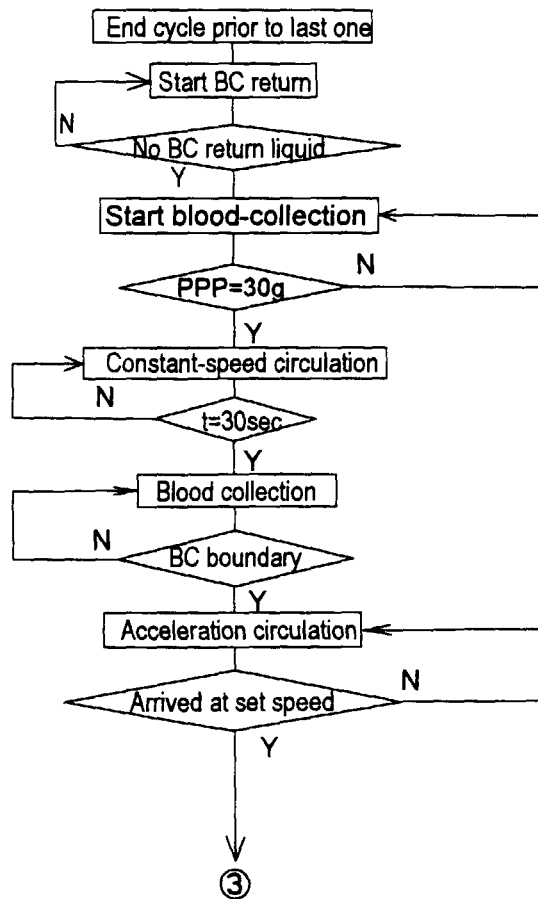 End cycle prior to last one
Start BC return
N
No BC return liquid
Y
Start blood-collection
N
PPP=30g
Y
Constant-speed circulation
N
t=30sec
Y
Blood collection
N
BC boundary
Y
Acceleration circulation
N
Arrived at set speed
Y
③